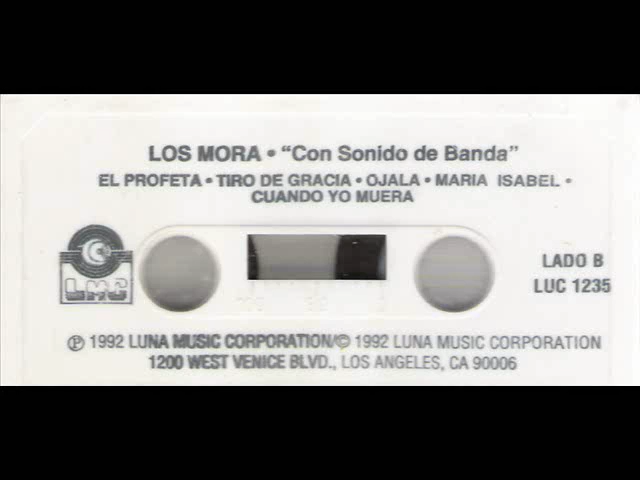 LOS MORA • "Con Sonido de Banda"
EL PROFETA • TIRO DE GRACIA • OJALA • MARIA ISABEL •
CUANDO YO MUERA
LMC
LADO B
LUC 1235
℗ 1992 LUNA MUSIC CORPORATION/© 1992 LUNA MUSIC CORPORATION
1200 WEST VENICE BLVD., LOS ANGELES, CA 90006